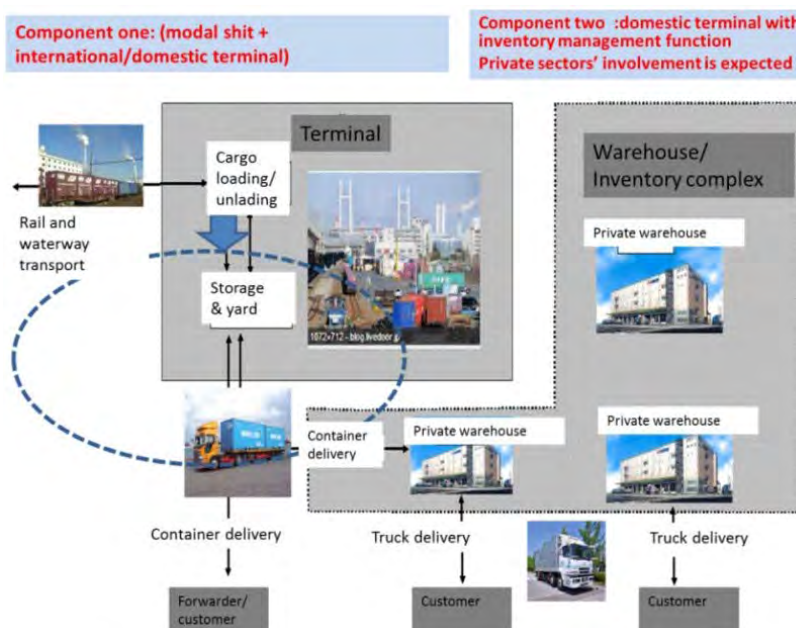 Component one: (modal shit +
international/domestic terminal)
Component two :domestic terminal with
inventory management function
Private sectors' involvement is expected
Terminal
Cargo
loading/
unlading
Warehouse/
Inventory complex
Rail and
waterway
transport
Private warehouse
Storage
& yard
1072×712 - blog.livedoor.j
Container
delivery
Private warehouse
Private warehouse
Container delivery
Truck delivery
Truck delivery
Forwarder/
customer
Customer
Customer